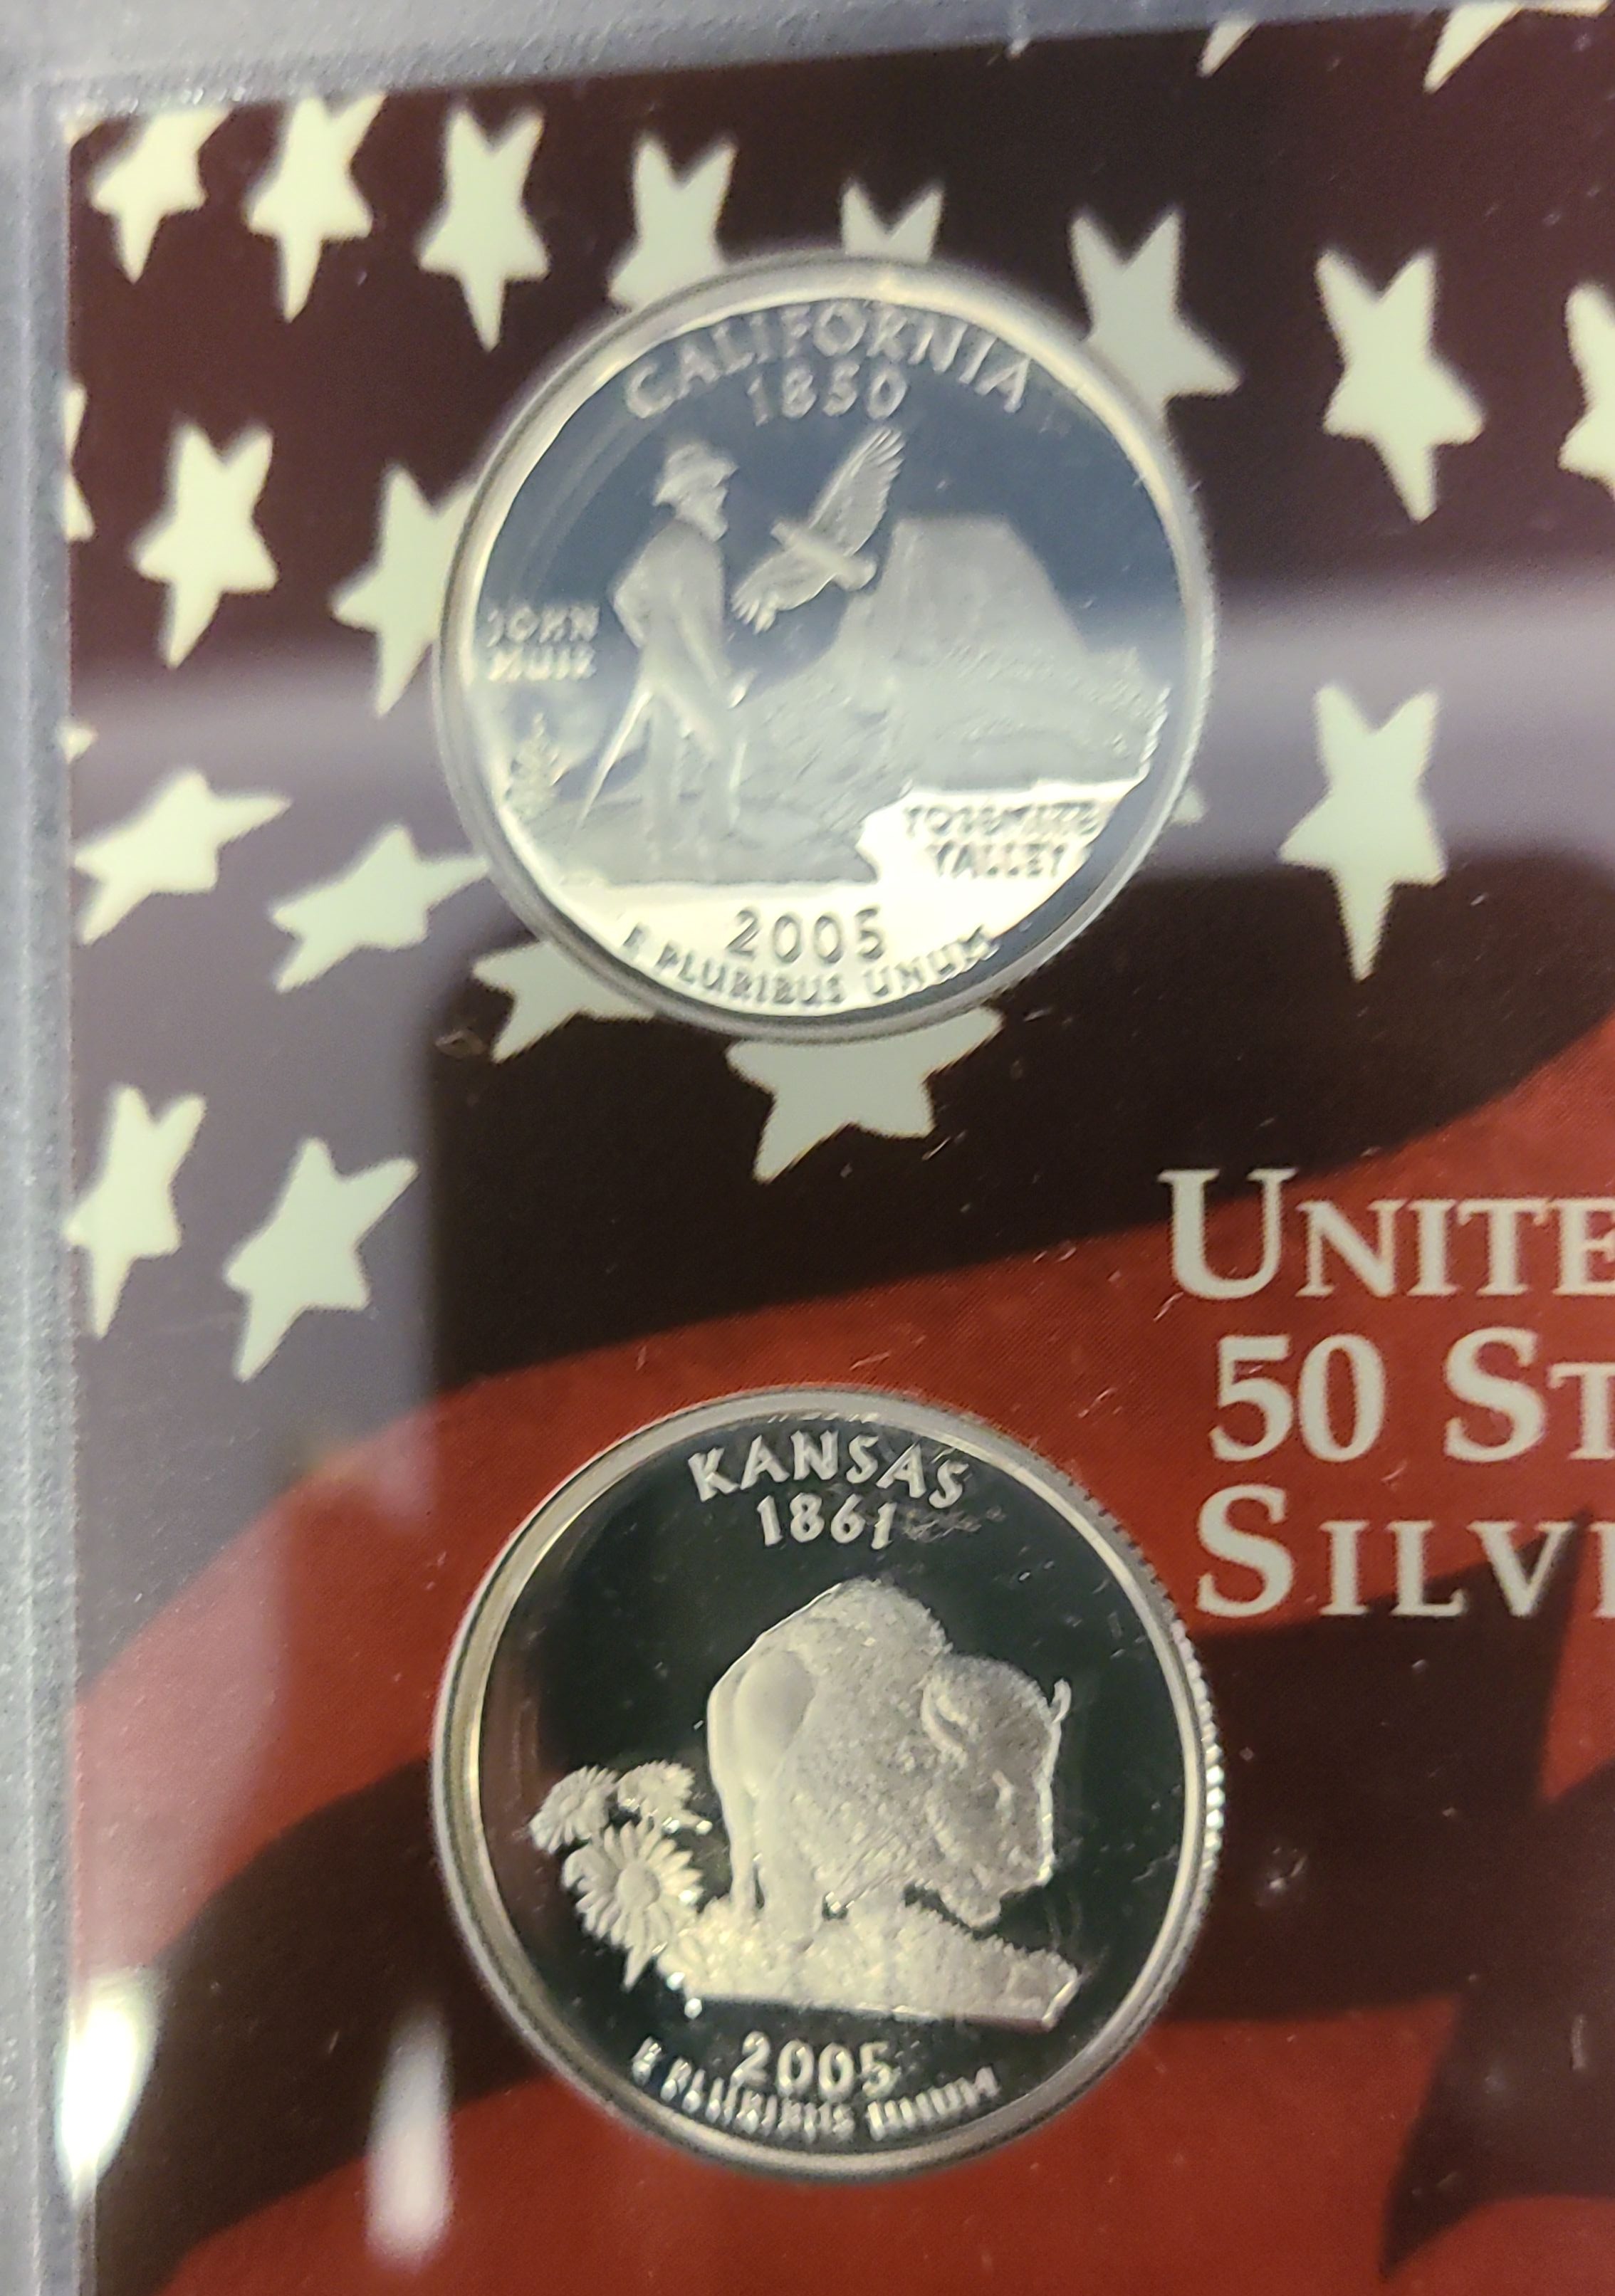 CALIFORNIA
1850
JOHN
MUIR
YOSEMITE
VALLEY
2005
E PLURIBUS UNUM
UNITE
50 ST
SILV
KANSAS
1861
2005
E PLURIBUS UNUM